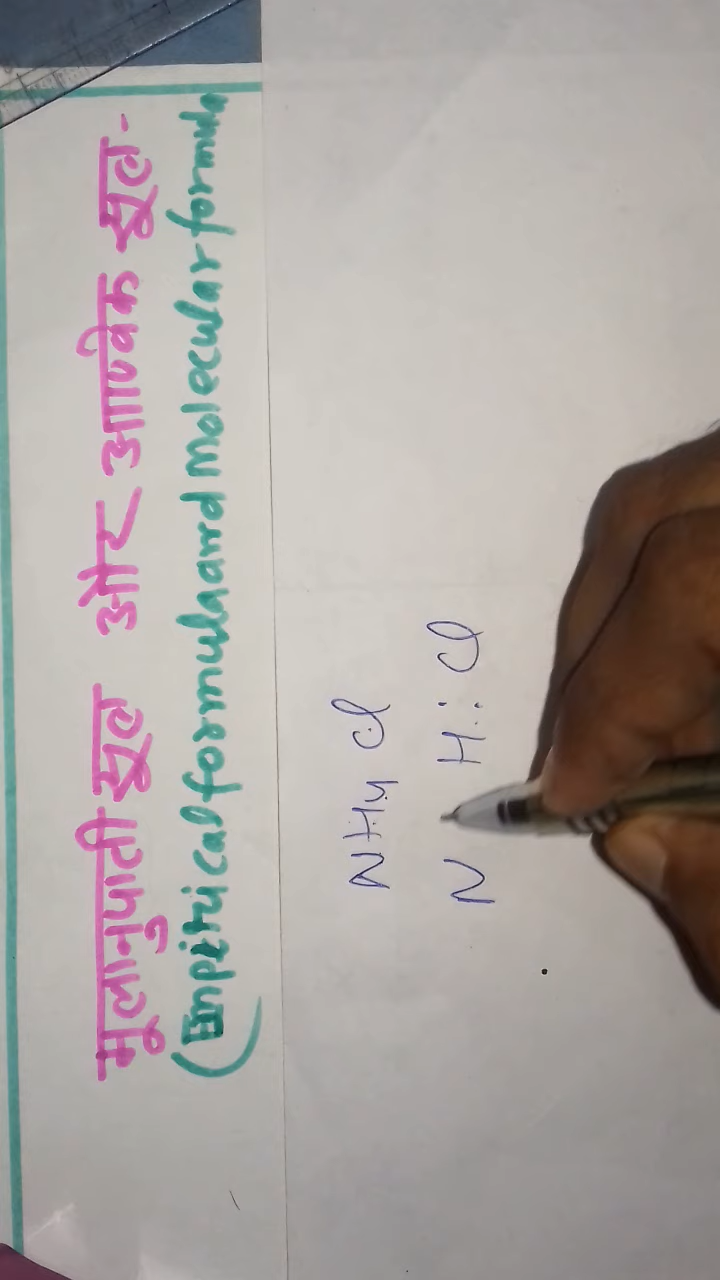 मूलानुपाती सूत्र और आण्विक सूत्र-
(Empirical formula and molecular formula
NH4 Cl
N H : Cl